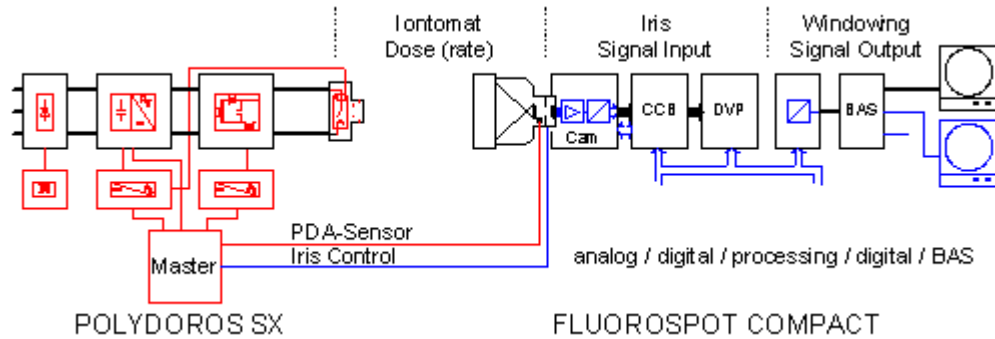 Iontomat
Dose (rate)
Iris
Signal Input
Windowing
Signal Output
Cam
CCB
DVP
BAS
Master
PDA-Sensor
Iris Control
analog / digital / processing / digital / BAS
POLYDOROS SX
FLUOROSPOT COMPACT